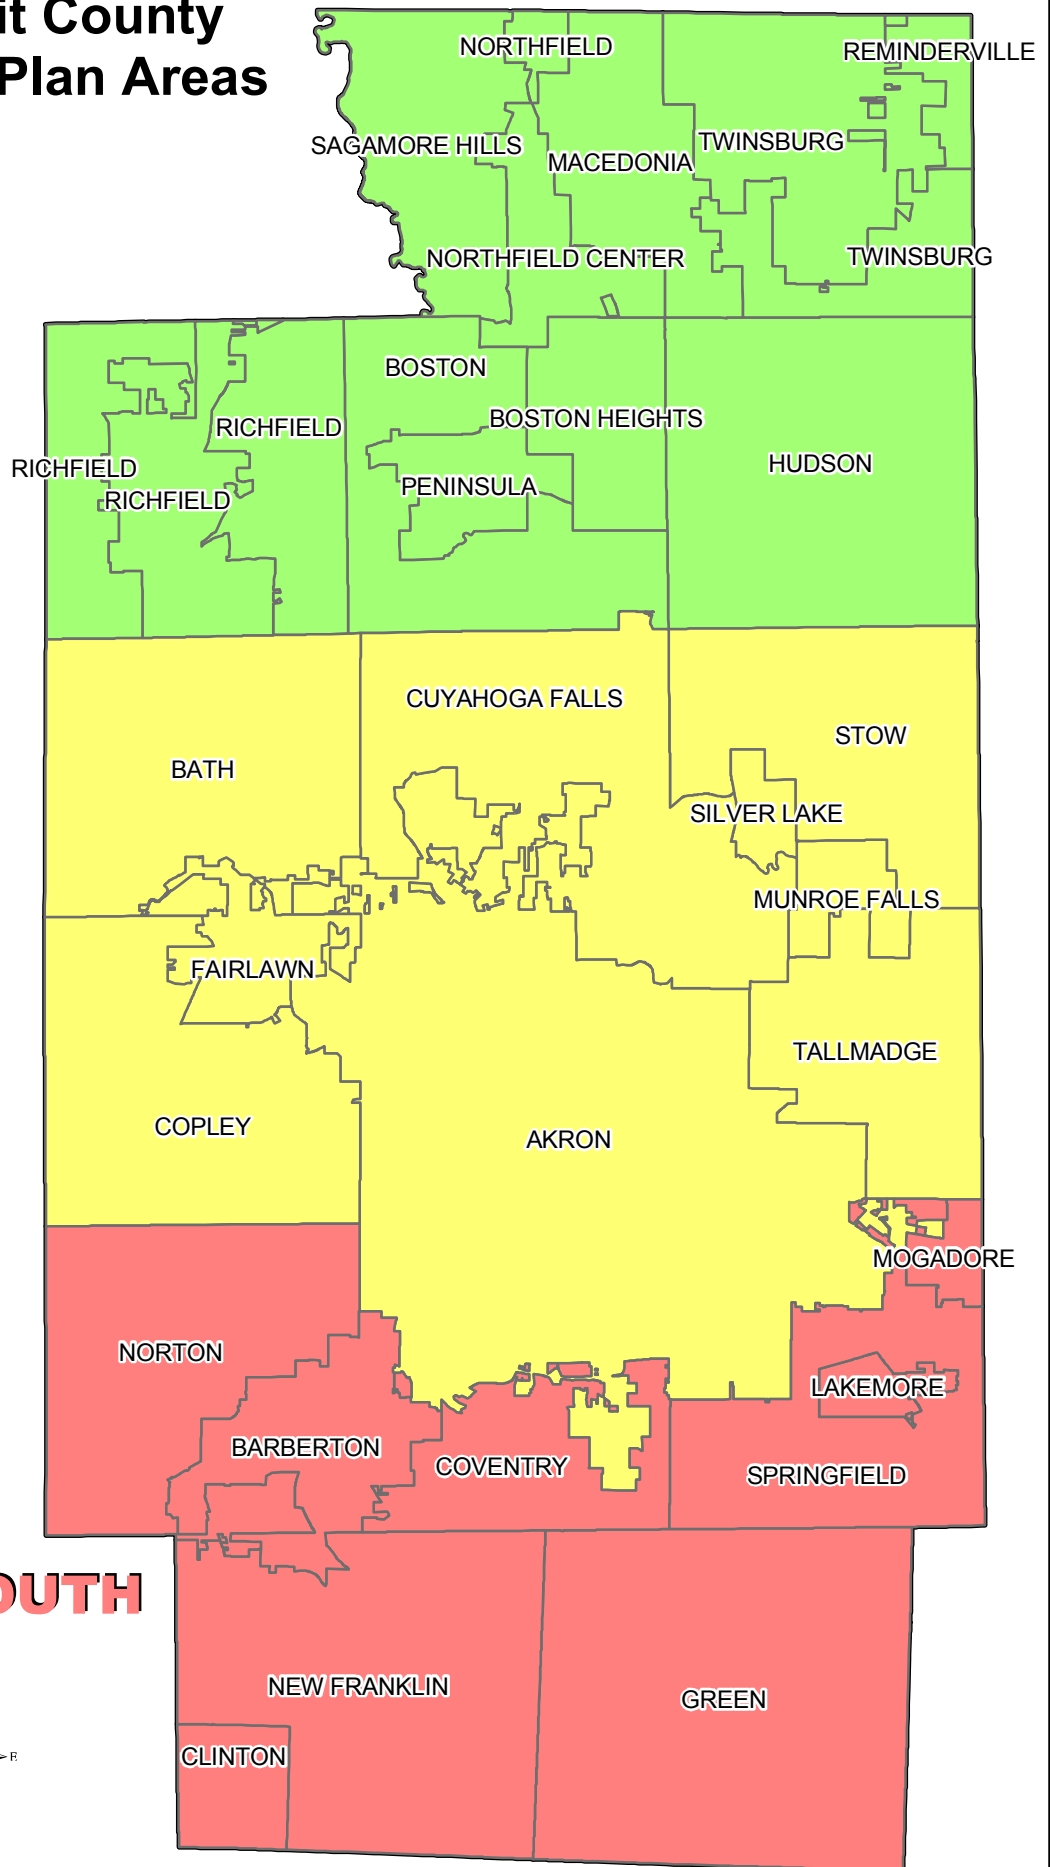 it County
Plan Areas
NORTHFIELD
REMINDERVILLE
SAGAMORE HILLS
MACEDONIA
TWINSBURG
NORTHFIELD CENTER
TWINSBURG
BOSTON
BOSTON HEIGHTS
RICHFIELD
HUDSON
RICHFIELD
RICHFIELD
PENINSULA
CUYAHOGA FALLS
STOW
BATH
SILVER LAKE
MUNROE FALLS
FAIRLAWN
TALLMADGE
COPLEY
AKRON
MOGADORE
NORTON
LAKEMORE
BARBERTON
COVENTRY
SPRINGFIELD
OUTH
NEW FRANKLIN
GREEN
CLINTON
E